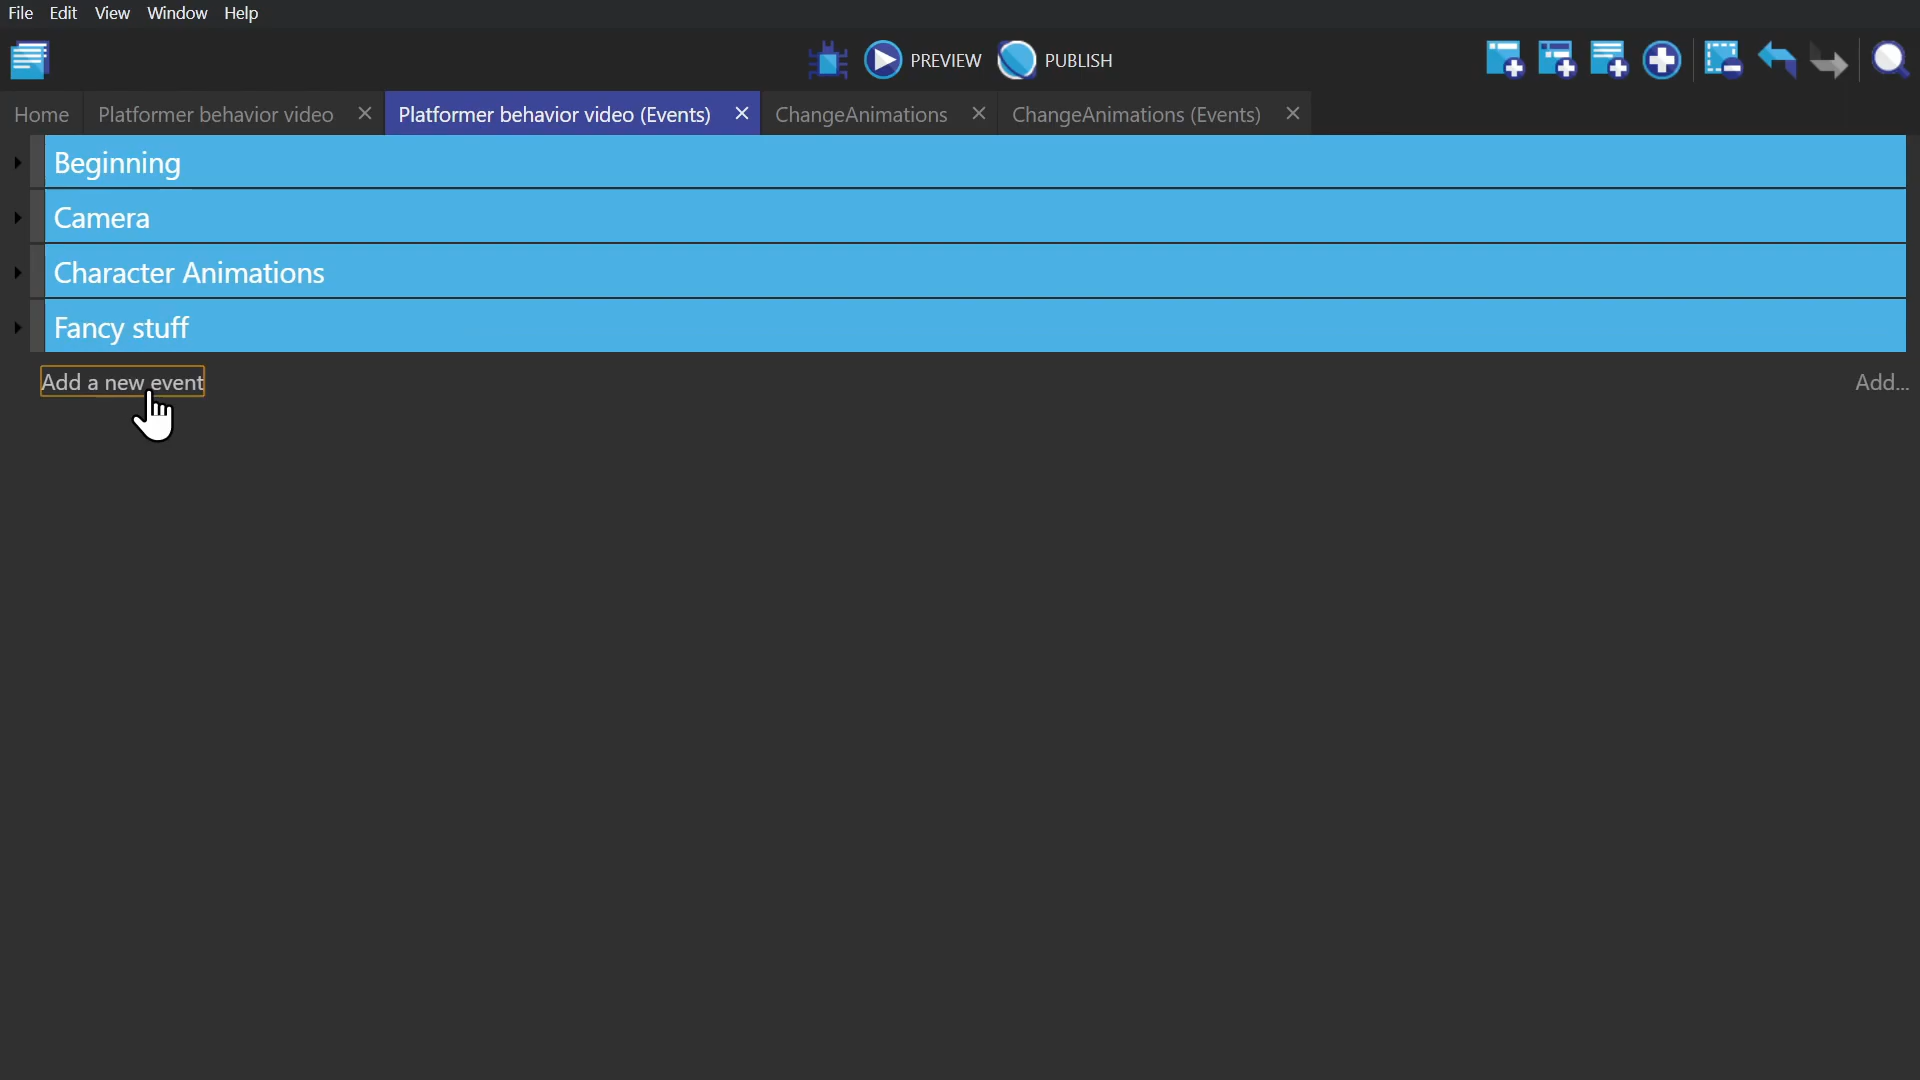 File Edit View Window Help
PREVIEW PUBLISH
Home Platformer behavior video Platformer behavior video (Events) ChangeAnimations ChangeAnimations (Events)
Beginning
Camera
Character Animations
Fancy stuff
Add a new event Add...